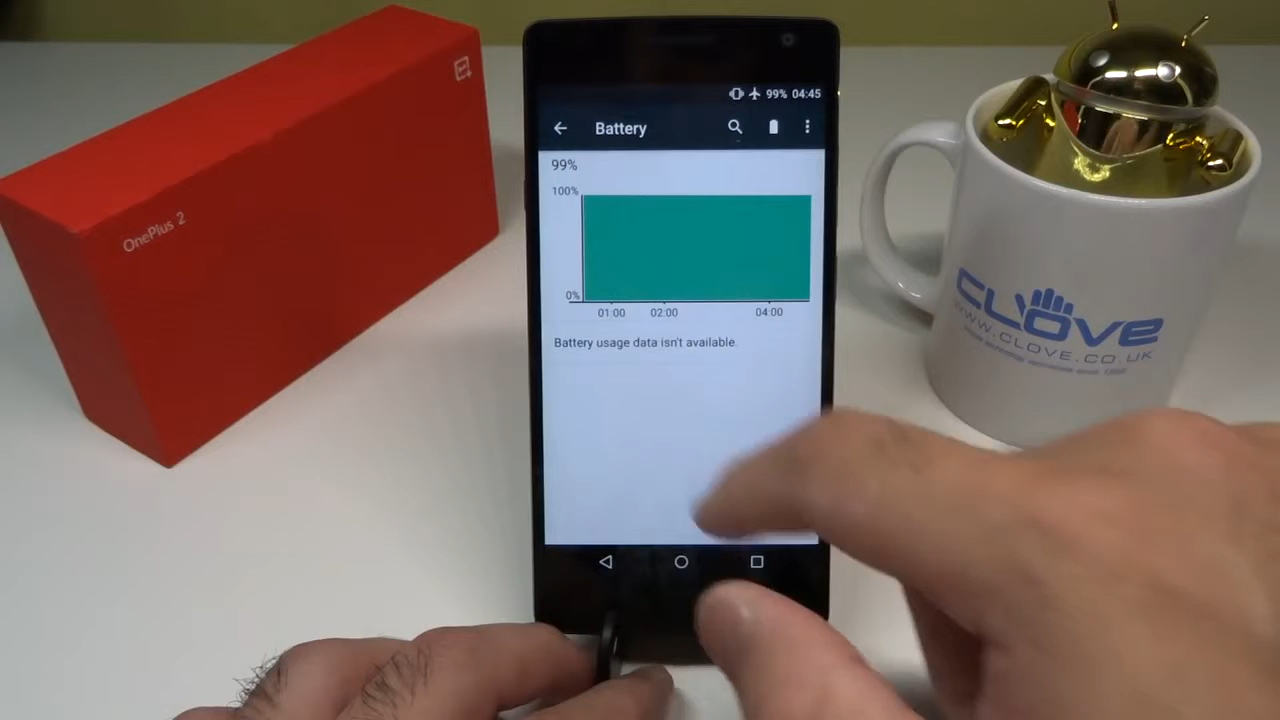 OnePlus 2
99% 04:45
Battery
99%
100%
0%
01:00 02:00 04:00
Battery usage data isn't available.
CLOVE
WWW.CLOVE.CO.UK